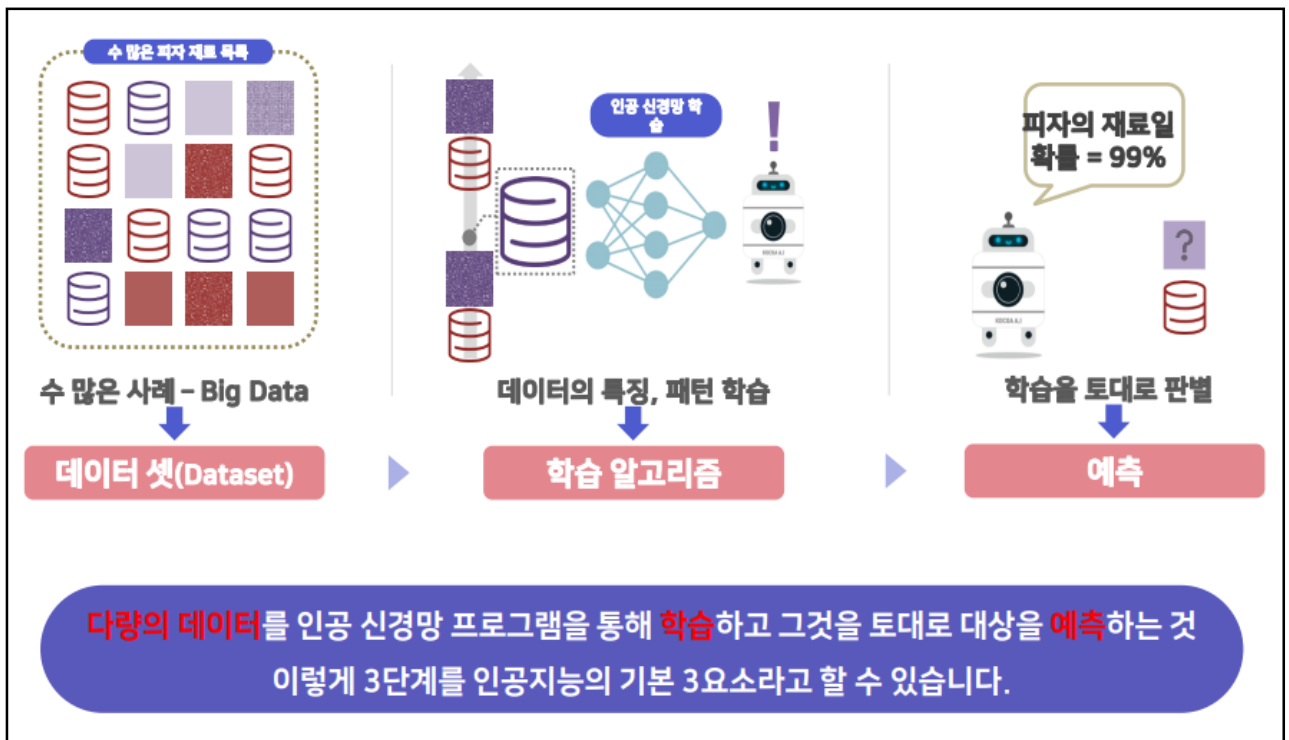 수 많은 피자 재료 목록
인공 신경망 학
습
피자의 재료일
확률 = 99%
?
KOCEA A.I
수 많은 사례 – Big Data
데이터의 특징, 패턴 학습
학습을 토대로 판별
데이터 셋(Dataset)
학습 알고리즘
예측
다량의 데이터를 인공 신경망 프로그램을 통해 학습하고 그것을 토대로 대상을 예측하는 것
이렇게 3단계를 인공지능의 기본 3요소라고 할 수 있습니다.